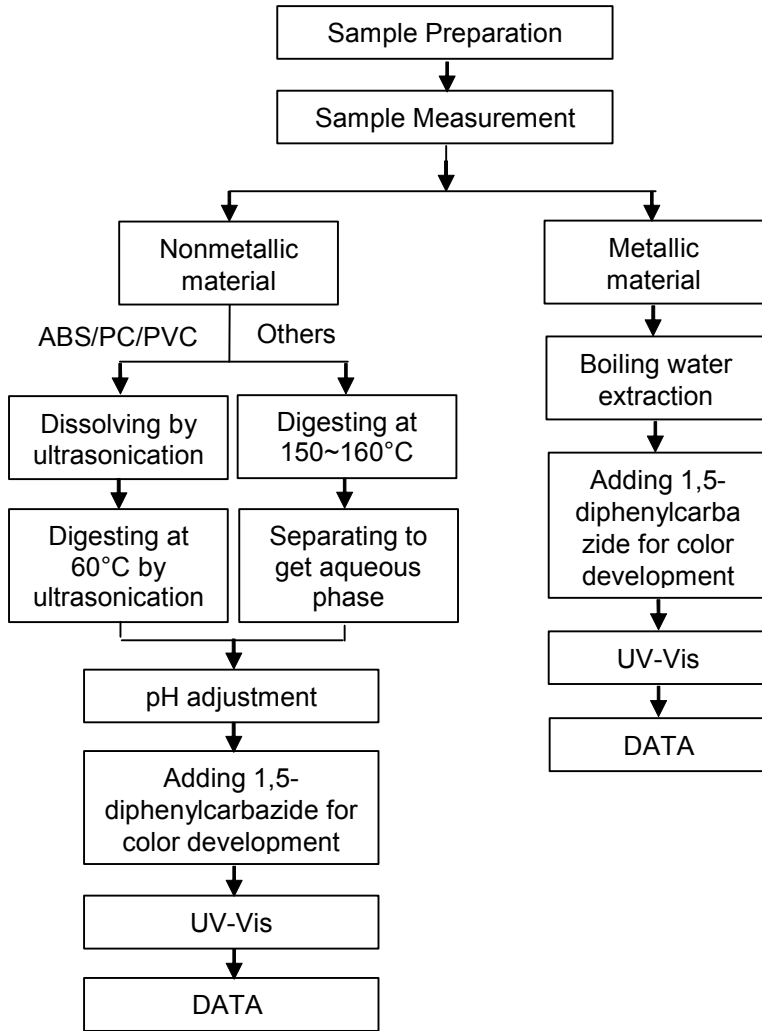 Sample Preparation
Sample Measurement
Nonmetallic
material
Metallic
material
ABS/PC/PVC
Others
Boiling water
extraction
Dissolving by
ultrasonication
Digesting at
150~160°C
Adding 1,5-
diphenylcarba
zide for color
development
Digesting at
60°C by
ultrasonication
Separating to
get aqueous
phase
UV-Vis
pH adjustment
DATA
Adding 1,5-
diphenylcarbazide for
color development
UV-Vis
DATA